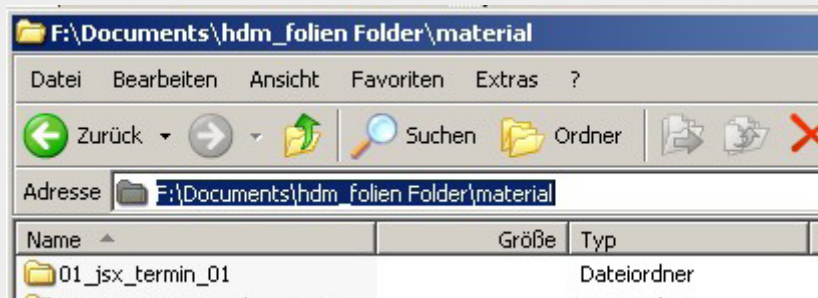 F:\Documents\hdm_folien Folder\material
Datei Bearbeiten Ansicht Favoriten Extras ?
Zurück Suchen Ordner
Adresse F:\Documents\hdm_folien Folder\material
Name Größe Typ
01_jsx_termin_01 Dateiordner